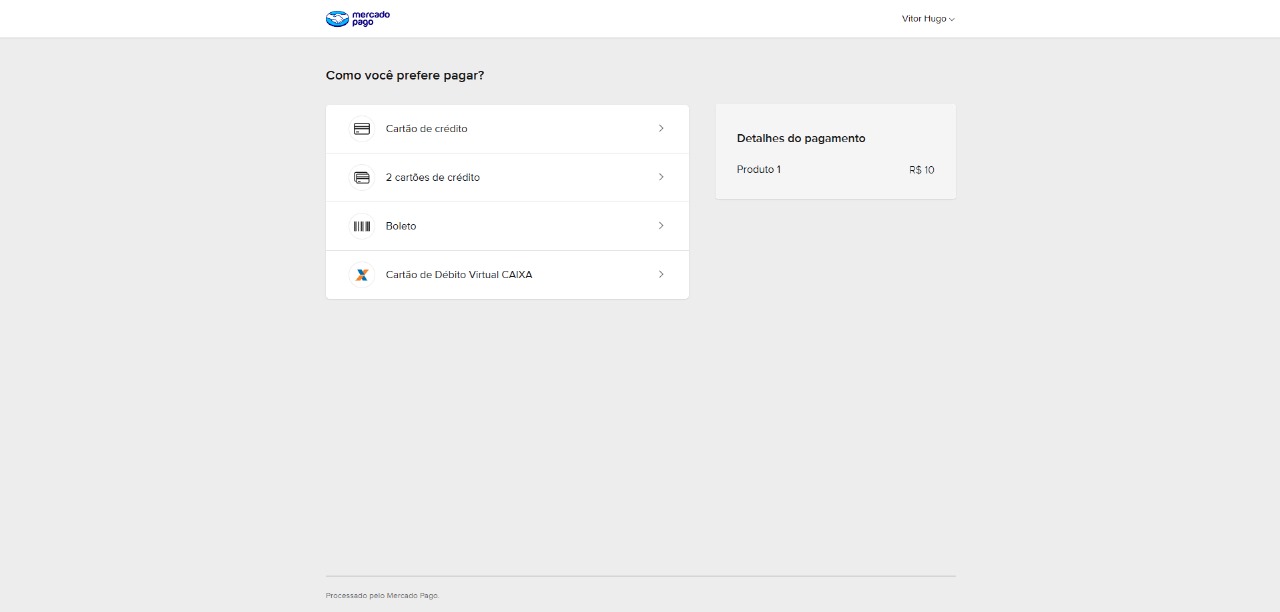 mercado
pago
Vitor Hugo
Como você prefere pagar?
Cartão de crédito
2 cartões de crédito
Boleto
Cartão de Débito Virtual CAIXA
Detalhes do pagamento
Produto 1 R$ 10
Processado pelo Mercado Pago.